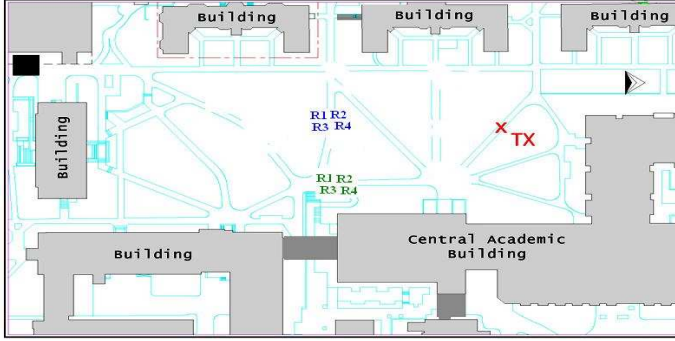 Building
Building
Building
R1 R2
R3 R4
X
TX
Building
R1 R2
R3 R4
Building
Central Academic
Building